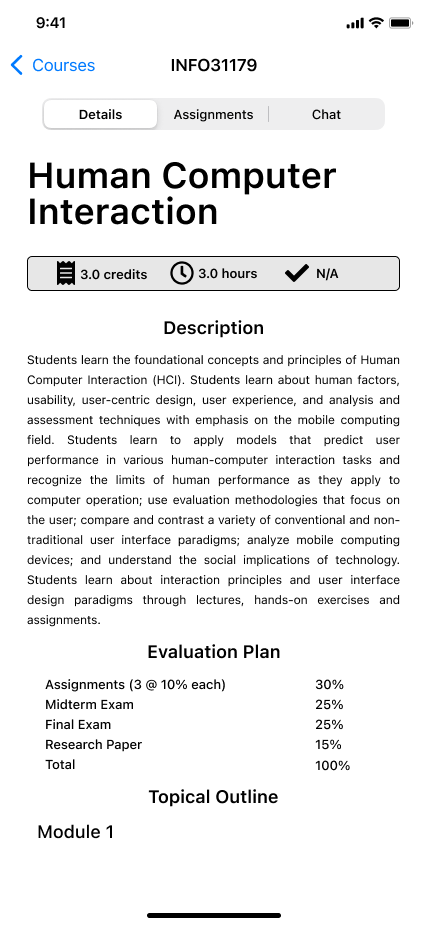 9:41
Courses
INFO31179
Details
Assignments
Chat
Human Computer
Interaction
3.0 credits
3.0 hours
N/A
Description
Students learn the foundational concepts and principles of Human
Computer Interaction (HCI). Students learn about human factors,
usability, user-centric design, user experience, and analysis and
assessment techniques with emphasis on the mobile computing
field. Students learn to apply models that predict user
performance in various human-computer interaction tasks and
recognize the limits of human performance as they apply to
computer operation; use evaluation methodologies that focus on
the user; compare and contrast a variety of conventional and non-
traditional user interface paradigms; analyze mobile computing
devices; and understand the social implications of technology.
Students learn about interaction principles and user interface
design paradigms through lectures, hands-on exercises and
assignments.
Evaluation Plan
Assignments (3 @ 10% each) 30%
Midterm Exam 25%
Final Exam 25%
Research Paper 15%
Total 100%
Topical Outline
Module 1